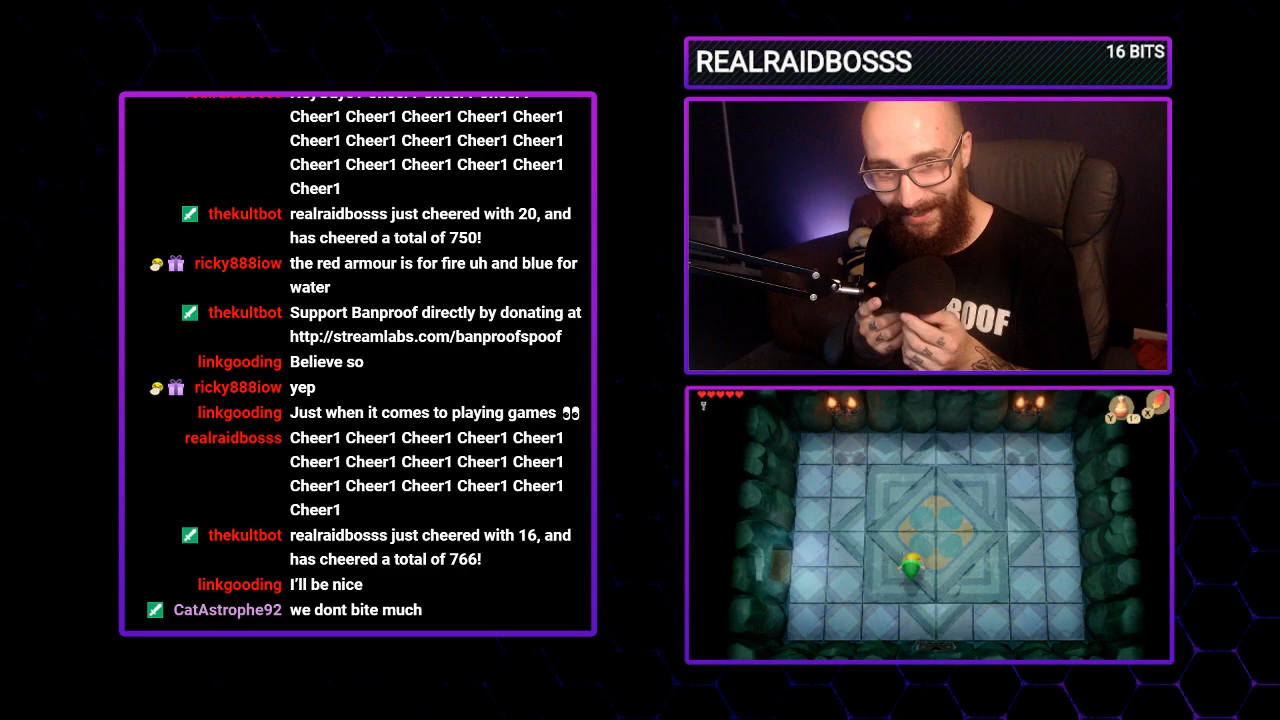 REALRAIDBOSSS
16 BITS
Cheer1 Cheer1 Cheer1 Cheer1 Cheer1
Cheer1 Cheer1 Cheer1 Cheer1 Cheer1
Cheer1 Cheer1 Cheer1 Cheer1 Cheer1
Cheer1
thekultbot realraidbosss just cheered with 20, and
has cheered a total of 750!
ricky888iow the red armour is for fire uh and blue for
water
thekultbot Support Banproof directly by donating at
http://streamlabs.com/banproofspoof
linkgooding Believe so
ricky888iow yep
linkgooding Just when it comes to playing games 👀
realraidbosss Cheer1 Cheer1 Cheer1 Cheer1 Cheer1
Cheer1 Cheer1 Cheer1 Cheer1 Cheer1
Cheer1 Cheer1 Cheer1 Cheer1 Cheer1
Cheer1
thekultbot realraidbosss just cheered with 16, and
has cheered a total of 766!
linkgooding I'll be nice
CatAstrophe92 we dont bite much
ROOF
Y
X